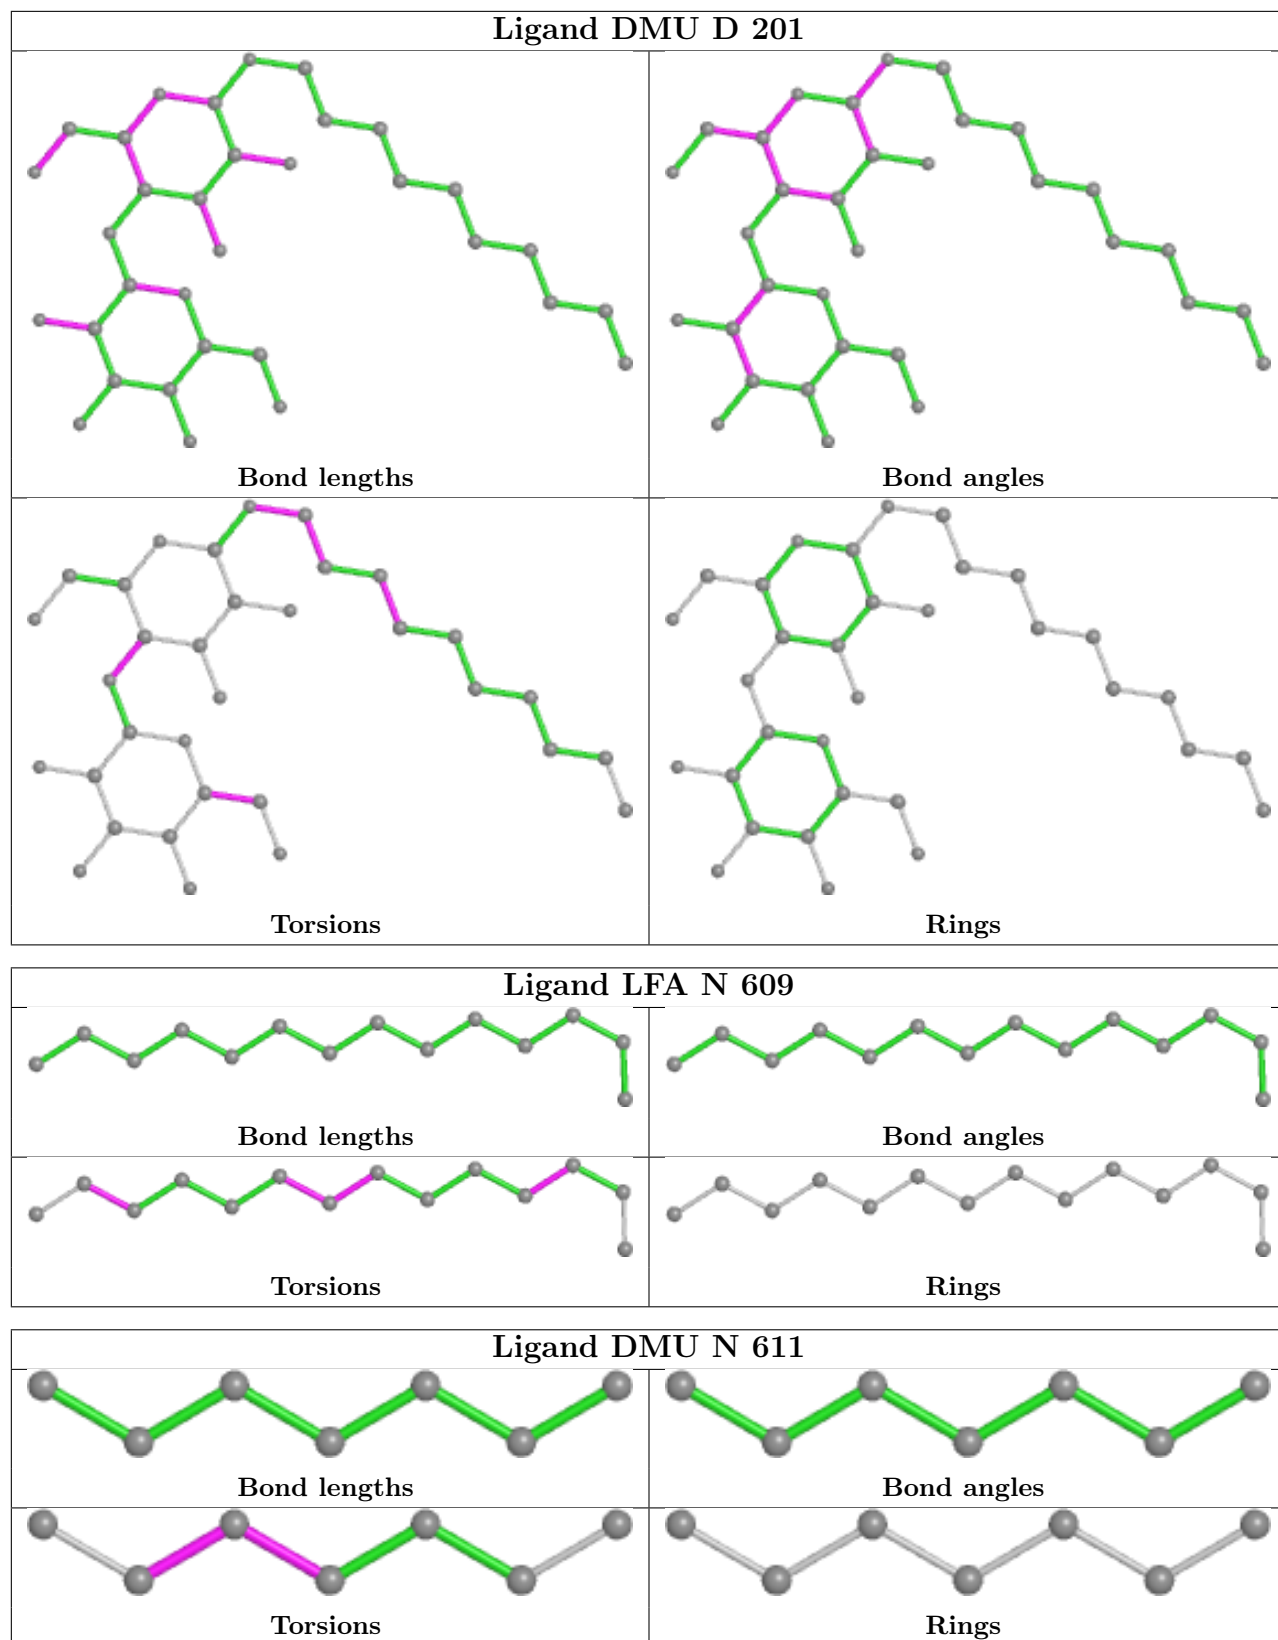 Ligand DMU D 201
Bond lengths
Bond angles
Torsions
Rings
Ligand LFA N 609
Bond lengths
Bond angles
Torsions
Rings
Ligand DMU N 611
Bond lengths
Bond angles
Torsions
Rings